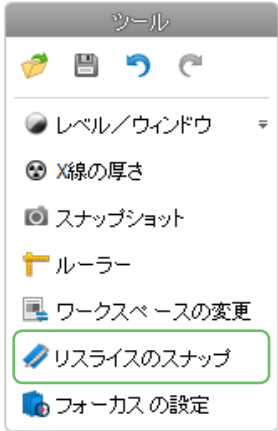 ツール
レベル／ウィンドウ
X線の厚さ
スナップショット
ルーラー
ワークスペースの変更
リスライスのスナップ
フォーカスの設定